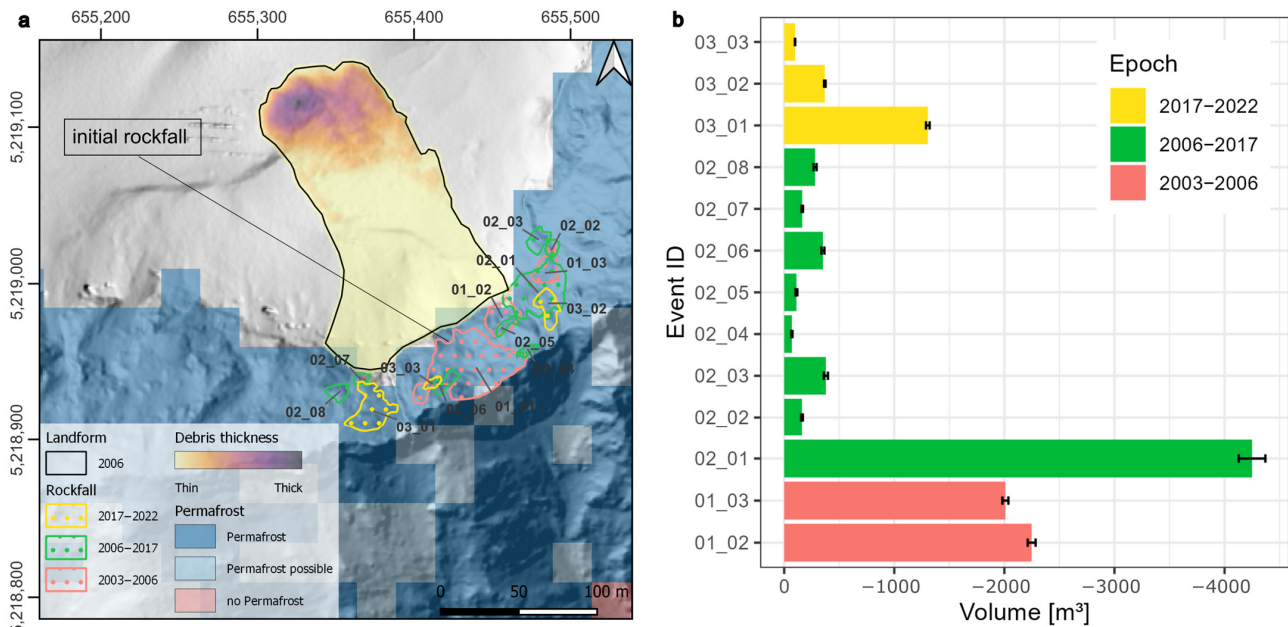 a
655,200
655,300
655,400
655,500
5,219,100
5,219,000
5,218,900
5,218,800
initial rockfall
02_03
02_02
02_01
01_03
01_02
03_02
02_05
02_07
03_03
02_08
02_06
03_01
Landform
2006
Rockfall
2017–2022
2006–2017
2003–2006
Debris thickness
Thin Thick
Permafrost
Permafrost
Permafrost possible
no Permafrost
0 50 100 m
b
Event ID
03_03
03_02
03_01
02_08
02_07
02_06
02_05
02_04
02_03
02_02
02_01
01_03
01_02
–0 –1000 –2000 –3000 –4000
Volume [m³]
Epoch
2017–2022
2006–2017
2003–2006